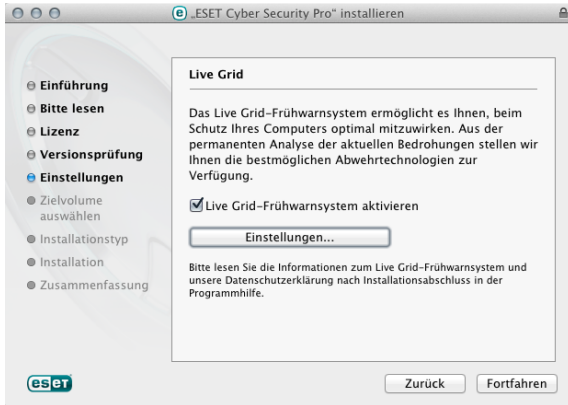 e „ESET Cyber Security Pro“ installieren
Einführung
Bitte lesen
Lizenz
Versionsprüfung
Einstellungen
Zielvolume
auswählen
Installationstyp
Installation
Zusammenfassung
Live Grid
Das Live Grid-Frühwarnsystem ermöglicht es Ihnen, beim
Schutz Ihres Computers optimal mitzuwirken. Aus der
permanenten Analyse der aktuellen Bedrohungen stellen wir
Ihnen die bestmöglichen Abwehrtechnologien zur
Verfügung.
Live Grid-Frühwarnsystem aktivieren
Einstellungen...
Bitte lesen Sie die Informationen zum Live Grid-Frühwarnsystem und
unsere Datenschutzerklärung nach Installationsabschluss in der
Programmhilfe.
eseT
Zurück
Fortfahren